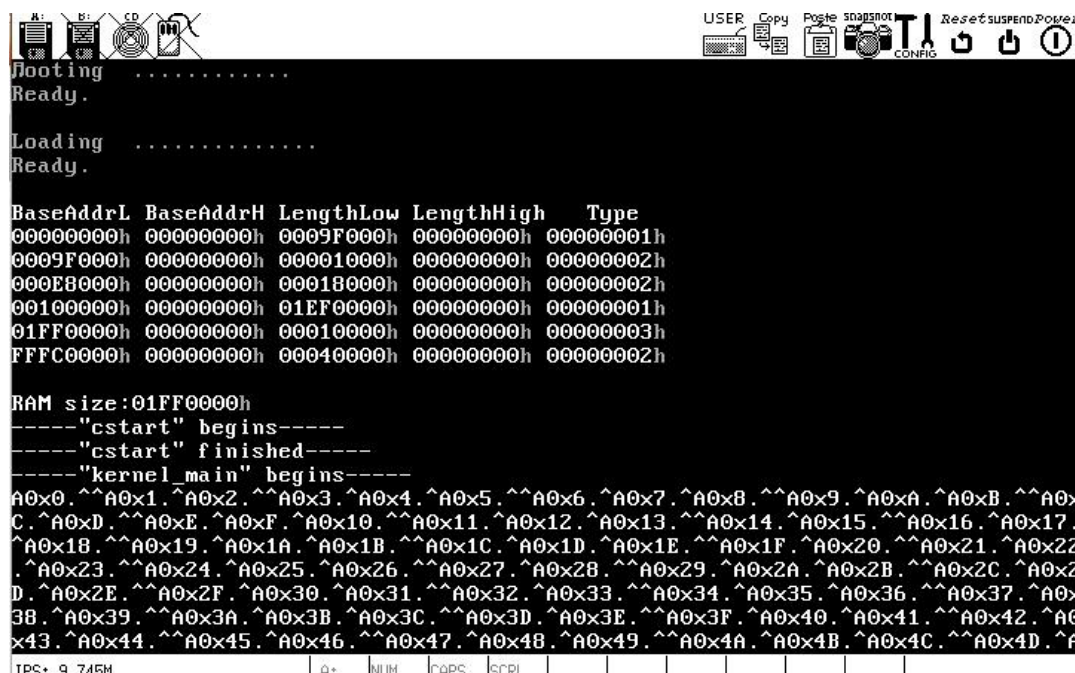 A: B: CD
USER Copy Paste snapshot CONFIG Reset SUSPEND Power
Booting ............
Ready.
Loading ..............
Ready.
BaseAddrL BaseAddrH LengthLow LengthHigh Type
00000000h 00000000h 0009F000h 00000000h 00000001h
0009F000h 00000000h 00001000h 00000000h 00000002h
000E8000h 00000000h 00018000h 00000000h 00000002h
00100000h 00000000h 01EF0000h 00000000h 00000001h
01FF0000h 00000000h 00010000h 00000000h 00000003h
FFFC0000h 00000000h 00040000h 00000000h 00000002h
RAM size:01FF0000h
-----"cstart" begins-----
-----"cstart" finished-----
-----"kernel_main" begins-----
A0x0.^^A0x1.^A0x2.^^A0x3.^A0x4.^A0x5.^^A0x6.^A0x7.^A0x8.^^A0x9.^A0xA.^A0xB.^^A0x
C.^A0xD.^^A0xE.^A0xF.^A0x10.^^A0x11.^A0x12.^A0x13.^^A0x14.^A0x15.^^A0x16.^A0x17.
^A0x18.^^A0x19.^A0x1A.^A0x1B.^^A0x1C.^A0x1D.^A0x1E.^^A0x1F.^A0x20.^^A0x21.^A0x22
.^A0x23.^^A0x24.^A0x25.^A0x26.^^A0x27.^A0x28.^^A0x29.^A0x2A.^A0x2B.^^A0x2C.^A0x2
D.^A0x2E.^^A0x2F.^A0x30.^A0x31.^^A0x32.^A0x33.^^A0x34.^A0x35.^A0x36.^^A0x37.^A0x
38.^A0x39.^^A0x3A.^A0x3B.^A0x3C.^^A0x3D.^A0x3E.^^A0x3F.^A0x40.^A0x41.^^A0x42.^A0
x43.^A0x44.^^A0x45.^A0x46.^^A0x47.^A0x48.^A0x49.^^A0x4A.^A0x4B.^A0x4C.^^A0x4D.^A
IPS: 9.745M A: NUM CAPS SCRL